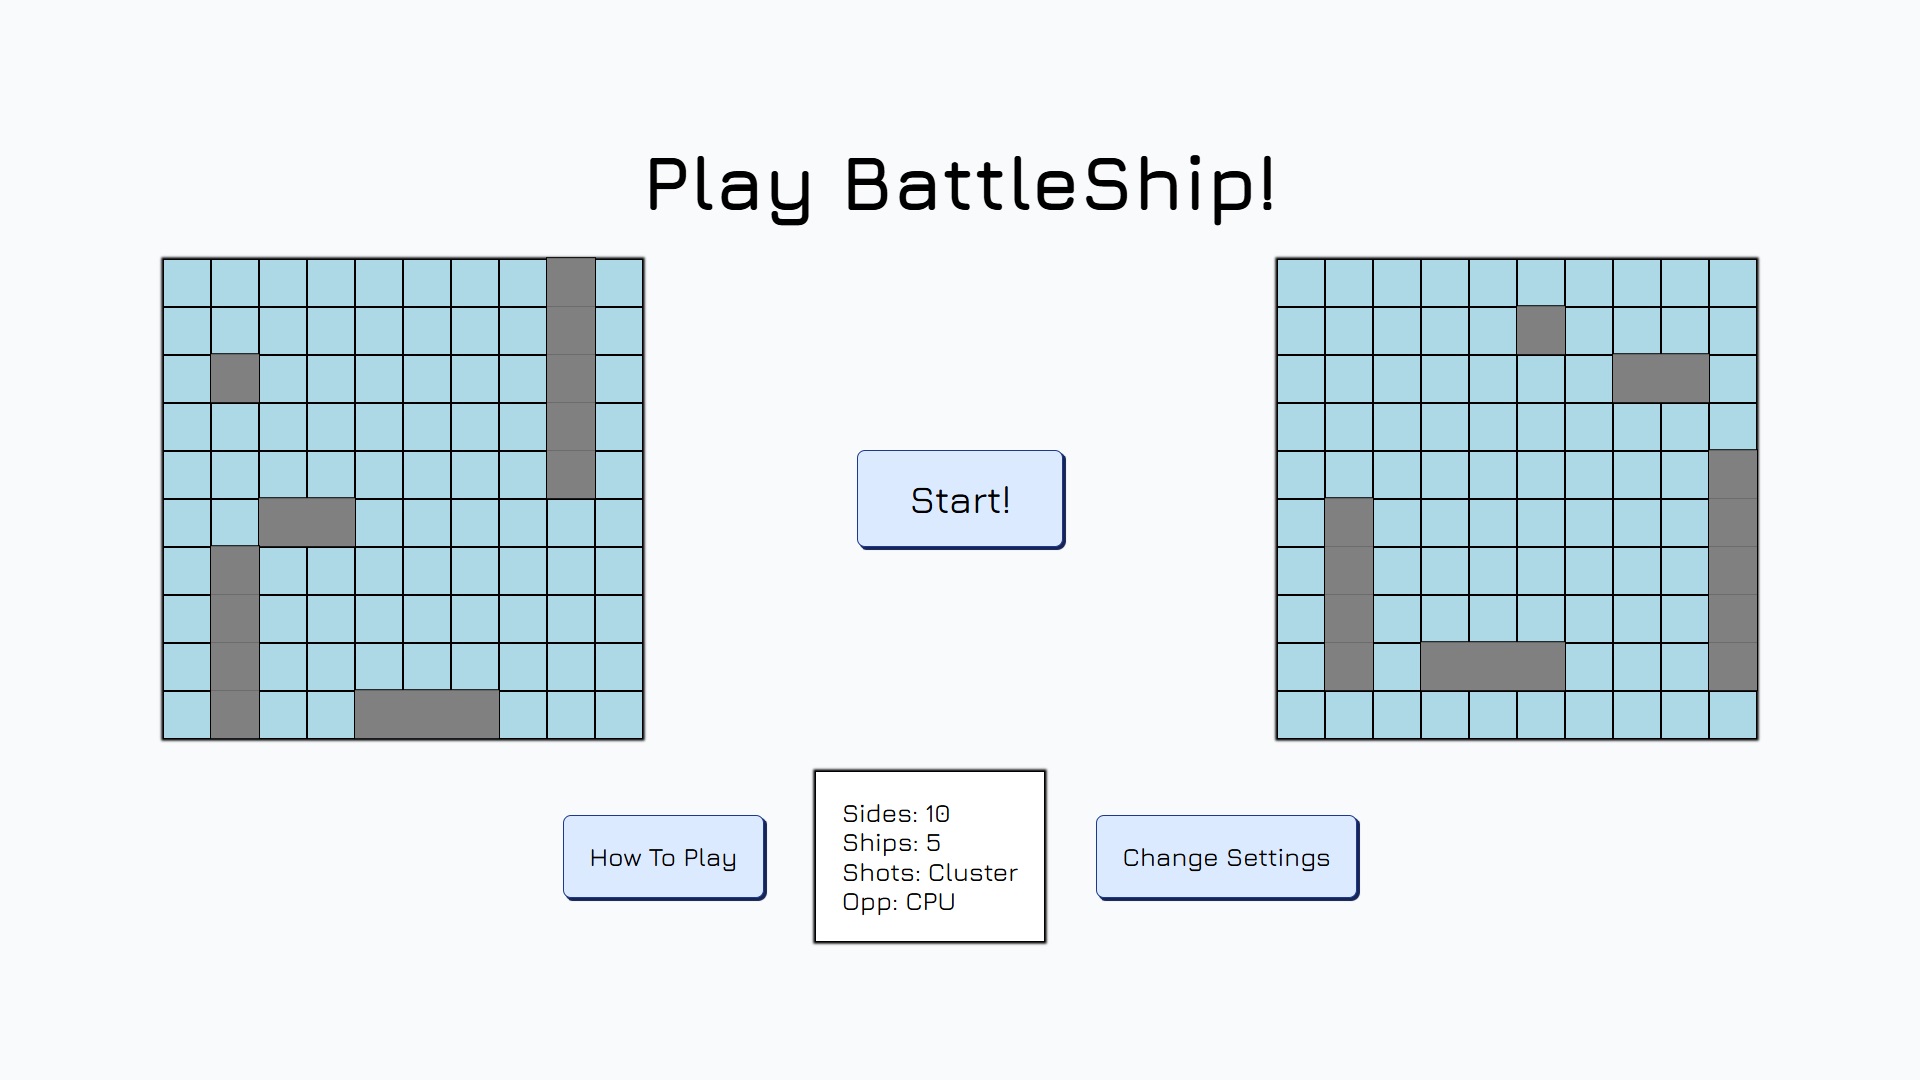 Play BattleShip!
Start!
How To Play
Sides: 10
Ships: 5
Shots: Cluster
Opp: CPU
Change Settings